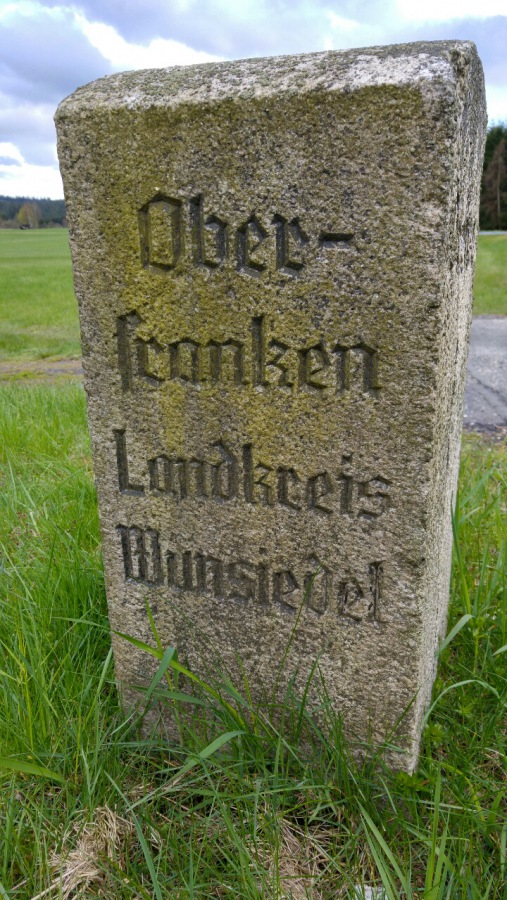 Ober-
franken
Landkreis
Wunsiedel